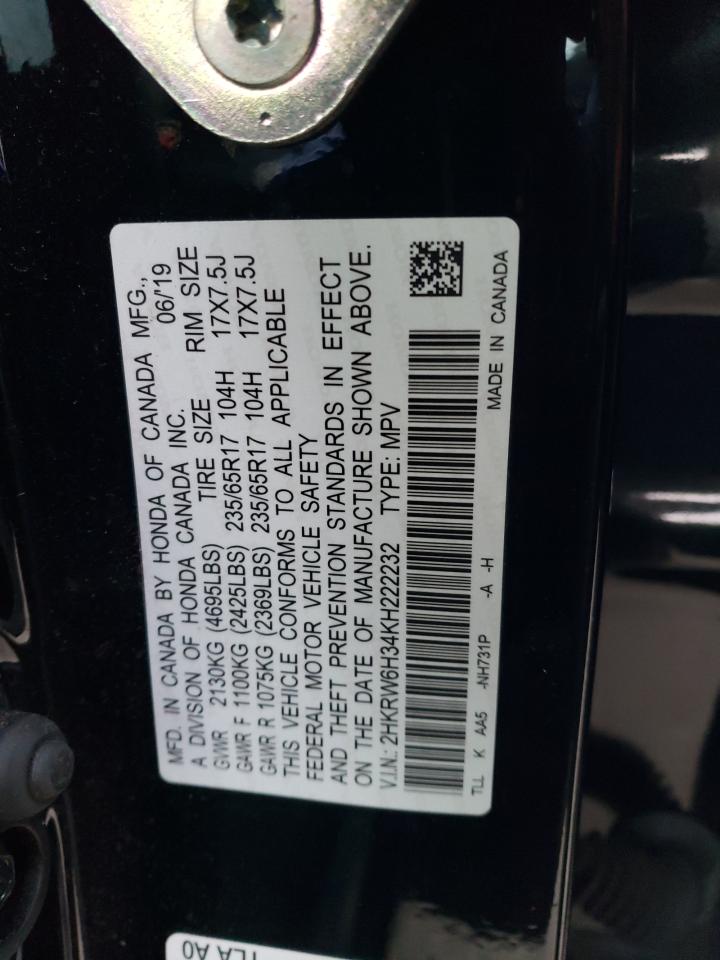 MFD. IN CANADA BY HONDA OF CANADA MFG.,
A DIVISION OF HONDA CANADA INC. 06/'19
GVWR 2130KG (4695LBS) TIRE SIZE RIM SIZE
GAWR F 1100KG (2425LBS) 235/65R17 104H 17X7.5J
GAWR R 1075KG (2369LBS) 235/65R17 104H 17X7.5J
THIS VEHICLE CONFORMS TO ALL APPLICABLE
FEDERAL MOTOR VEHICLE SAFETY
AND THEFT PREVENTION STANDARDS IN EFFECT
ON THE DATE OF MANUFACTURE SHOWN ABOVE.
V.I.N.: 2HKRW6H34KH222232 TYPE: MPV
TLL K AA5 -NH731P -A -H
MADE IN CANADA